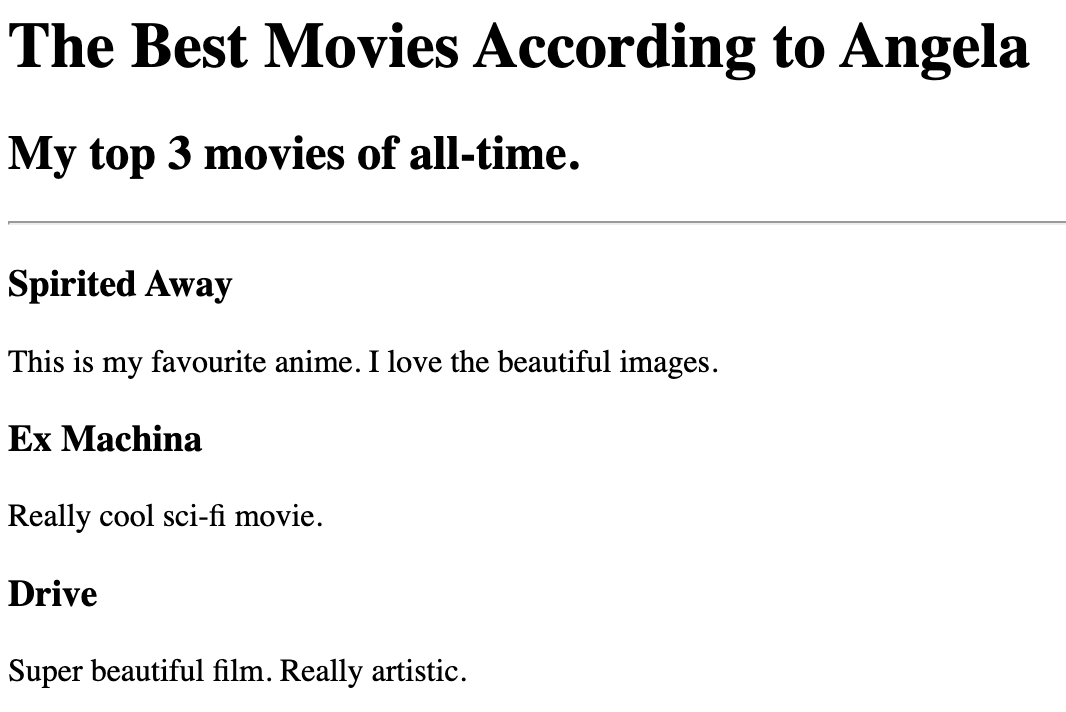 The Best Movies According to Angela
My top 3 movies of all-time.
Spirited Away
This is my favourite anime. I love the beautiful images.
Ex Machina
Really cool sci-fi movie.
Drive
Super beautiful film. Really artistic.